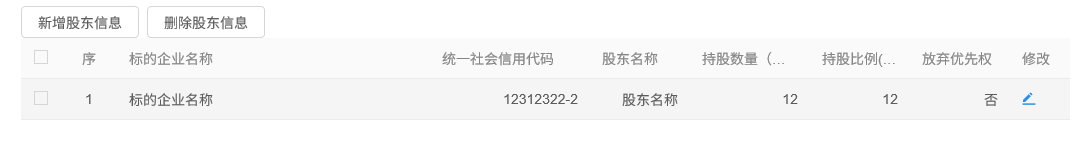 新增股东信息 删除股东信息
序 标的企业名称 统一社会信用代码 股东名称 持股数量（... 持股比例(... 放弃优先权 修改
1 标的企业名称 12312322-2 股东名称 12 12 否